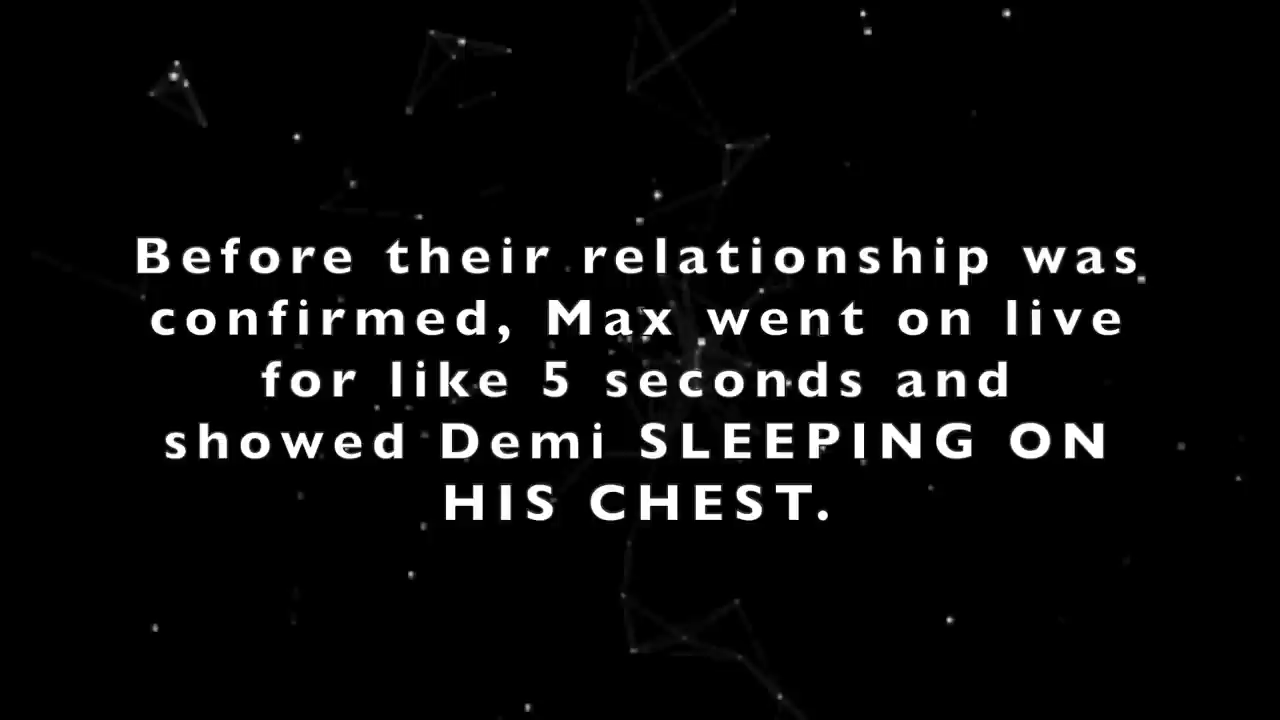 Before their relationship was
confirmed, Max went on live
for like 5 seconds and
showed Demi SLEEPING ON
HIS CHEST.